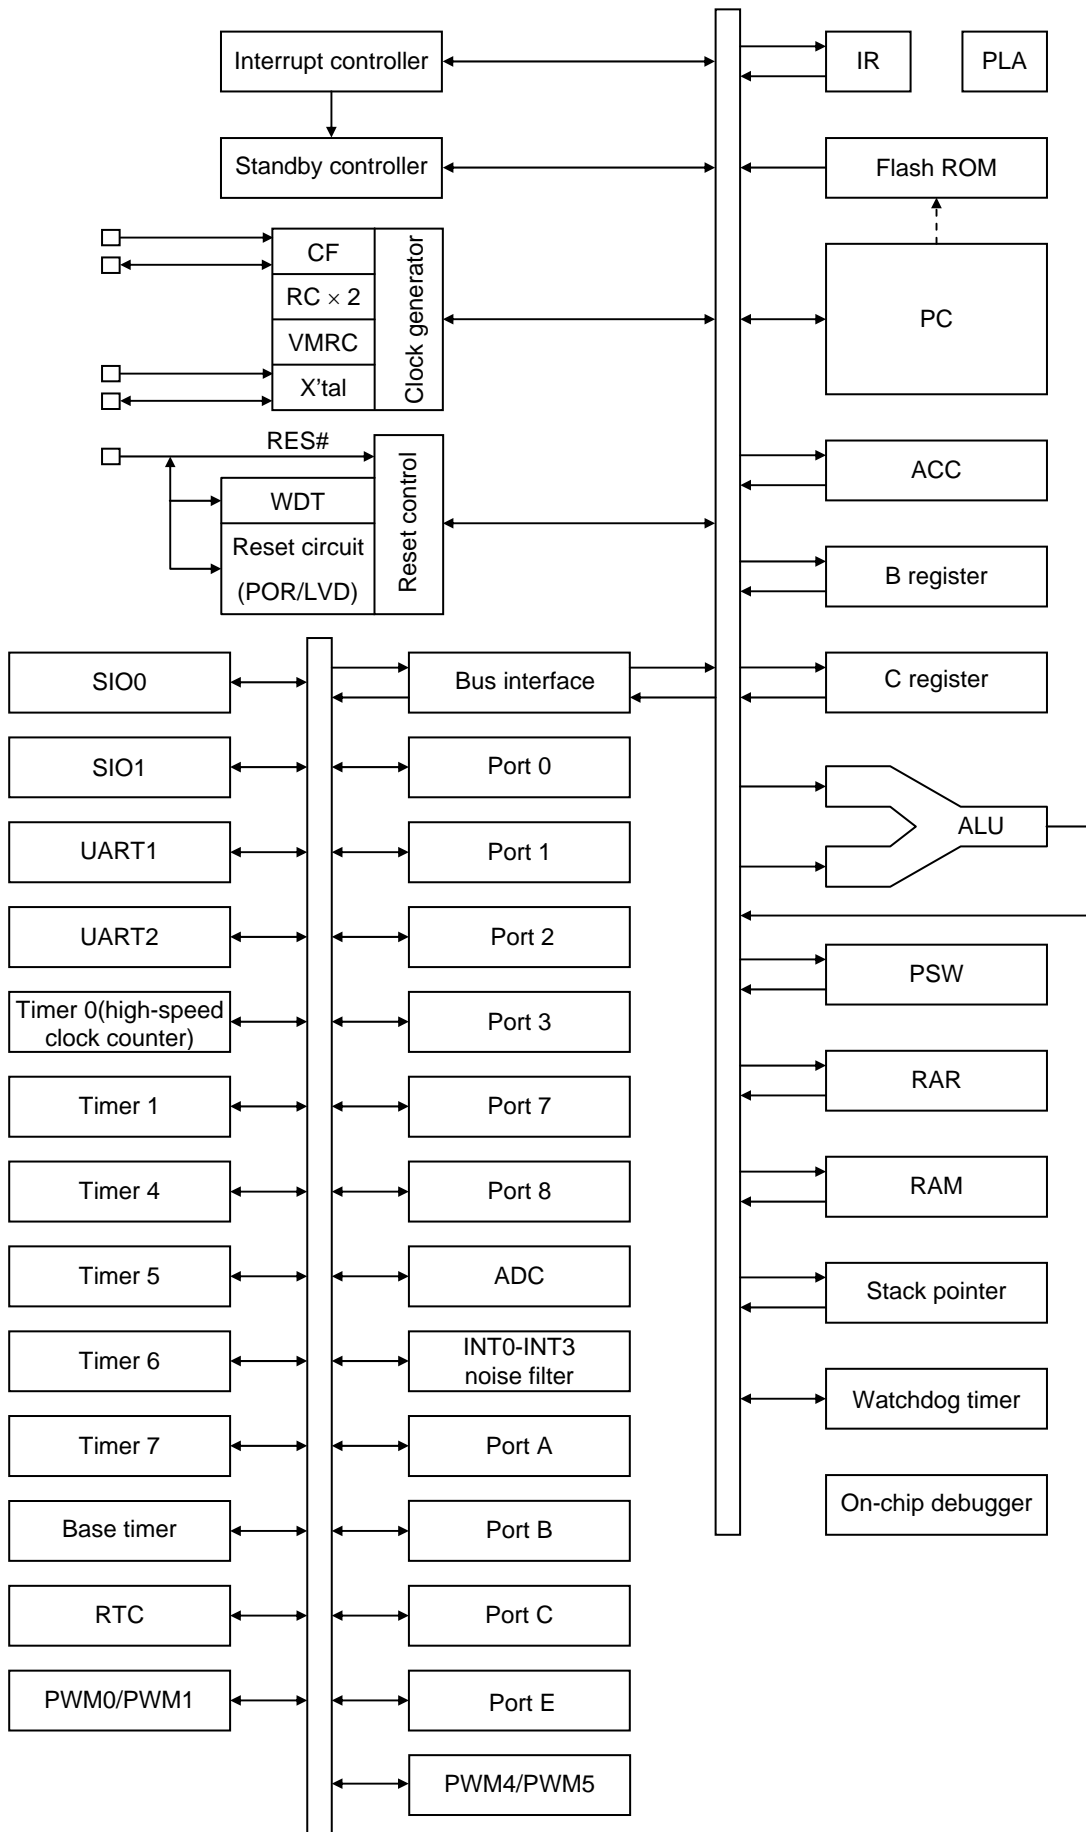 Interrupt controller
IR
PLA
Standby controller
Flash ROM
CF
RC × 2
VMRC
X'tal
Clock generator
PC
RES#
WDT
Reset circuit
(POR/LVD)
Reset control
ACC
B register
SIO0
Bus interface
C register
SIO1
Port 0
UART1
Port 1
ALU
UART2
Port 2
PSW
Timer 0(high-speed
clock counter)
Port 3
RAR
Timer 1
Port 7
Timer 4
Port 8
RAM
Timer 5
ADC
Stack pointer
Timer 6
INT0-INT3
noise filter
Watchdog timer
Timer 7
Port A
On-chip debugger
Base timer
Port B
RTC
Port C
PWM0/PWM1
Port E
PWM4/PWM5